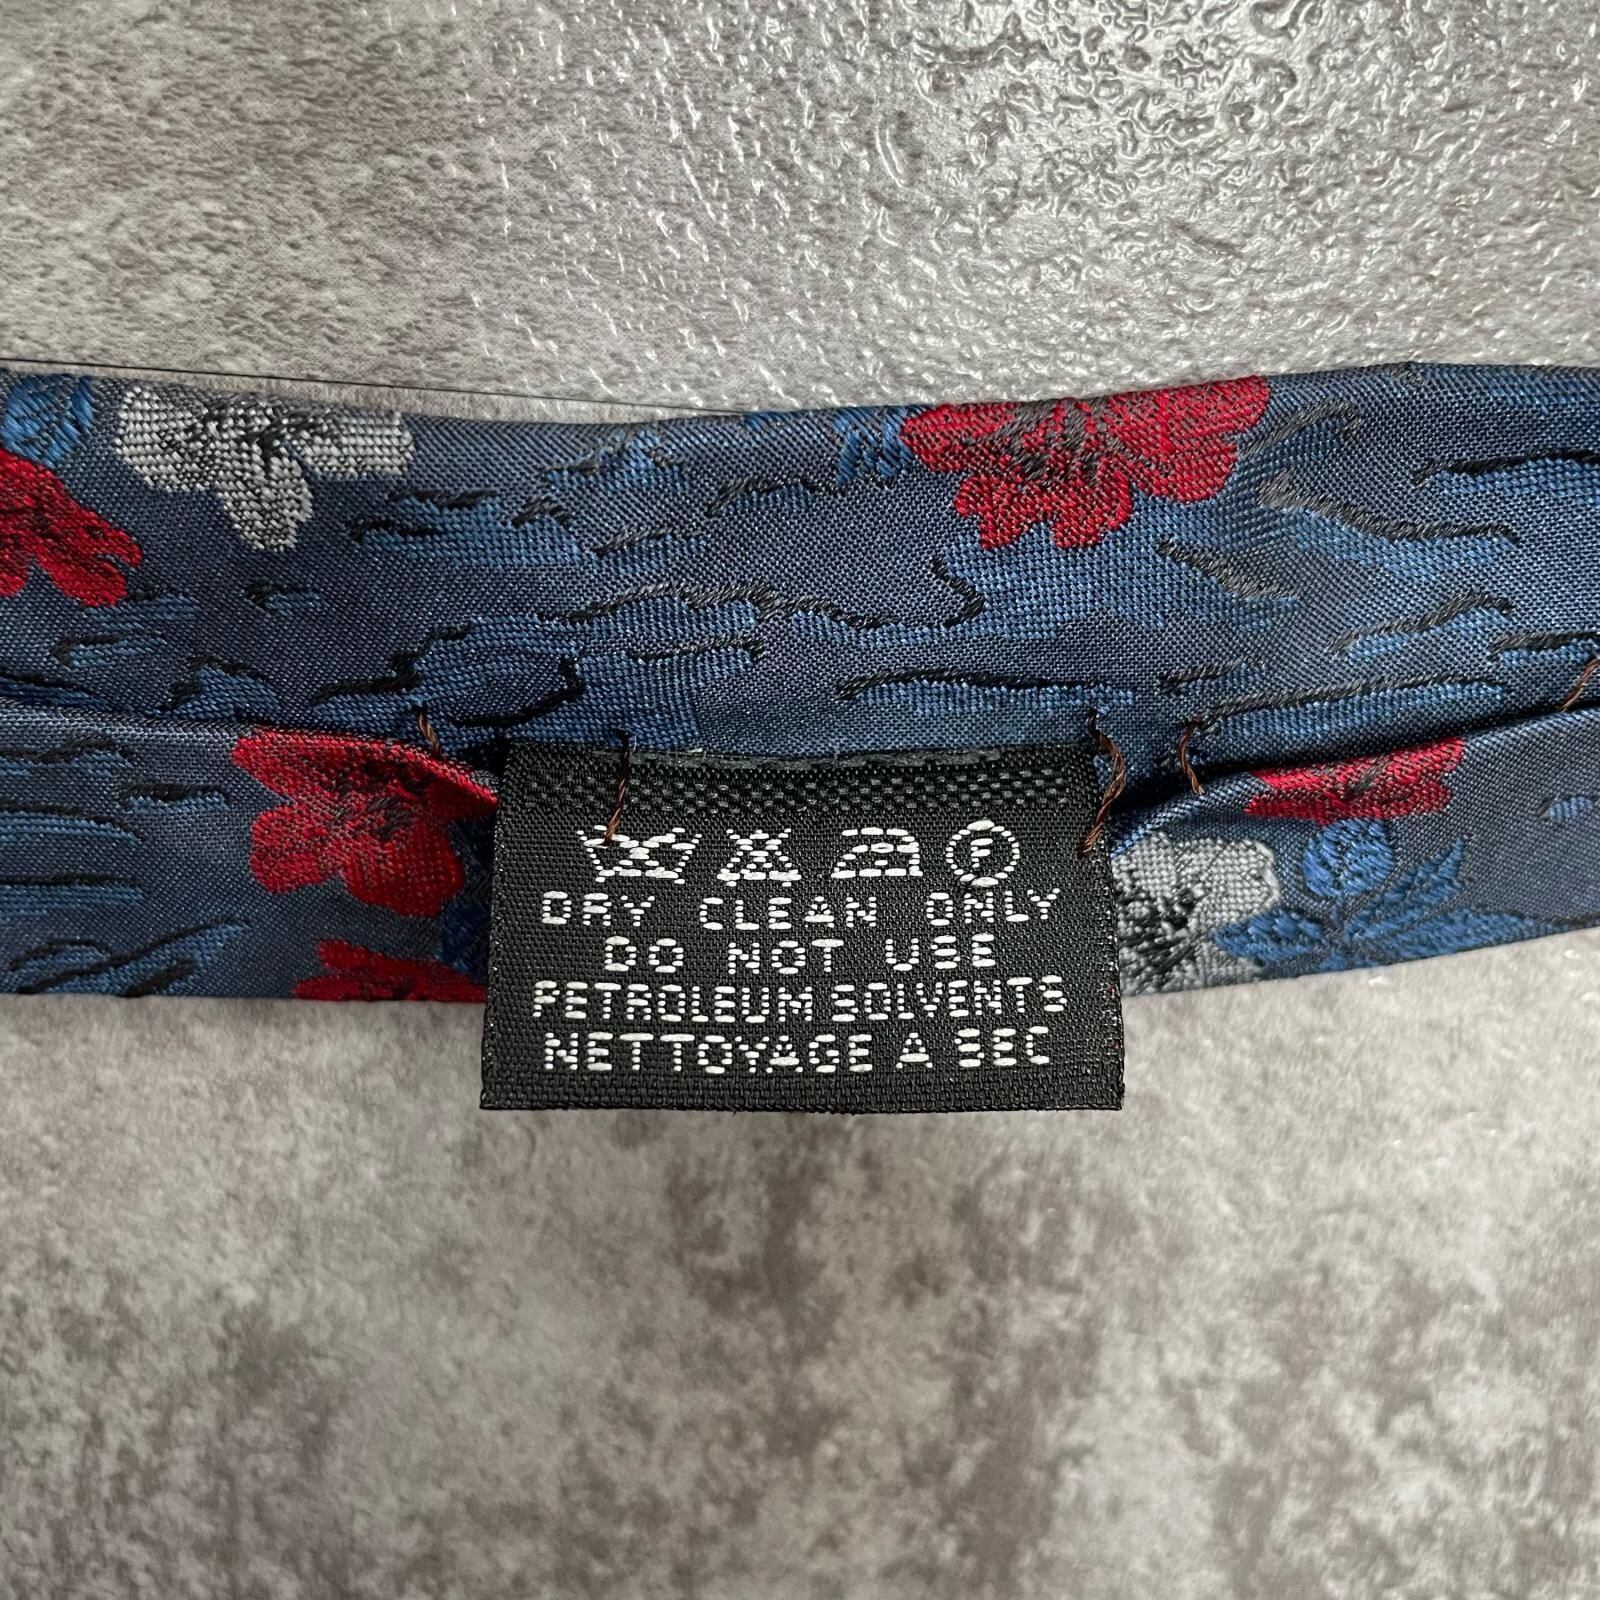 F
DRY CLEAN ONLY
DO NOT USE
PETROLEUM SOLVENTS
NETTOYAGE A SEC